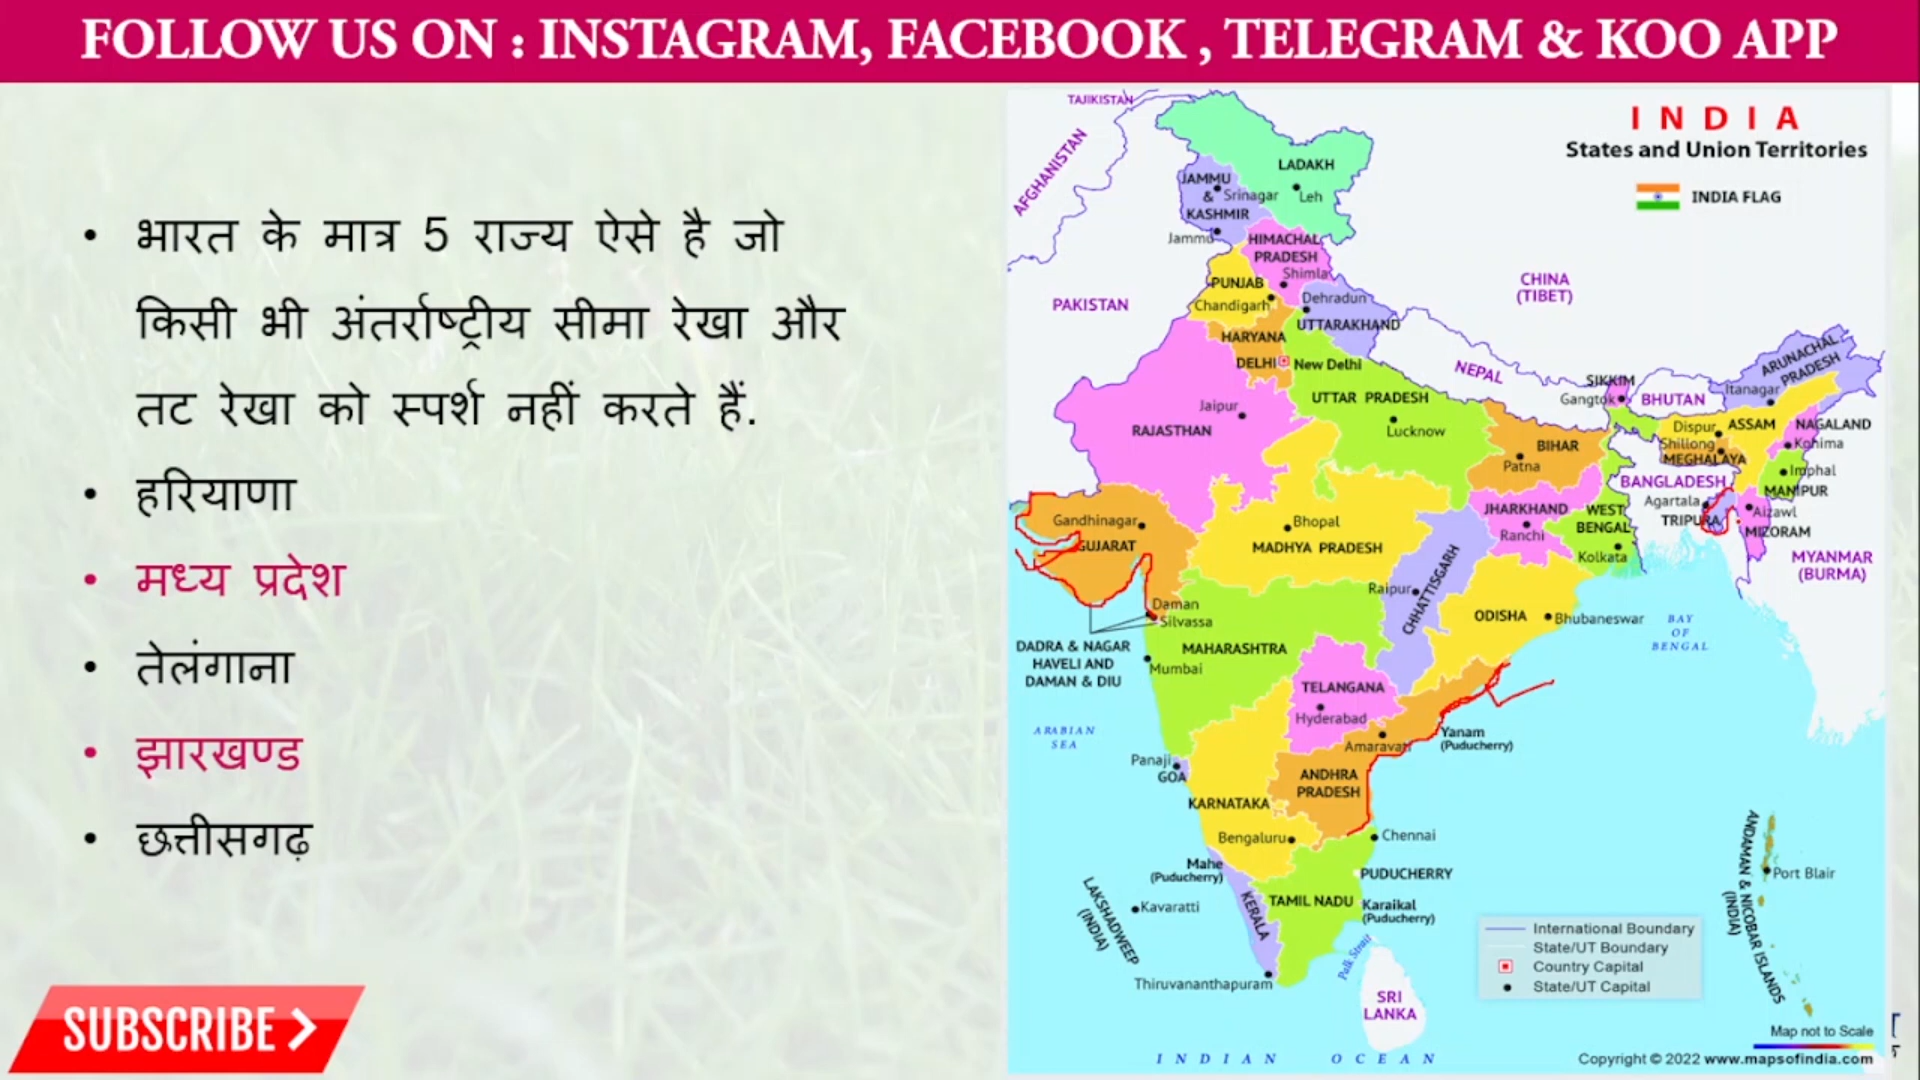 FOLLOW US ON : INSTAGRAM, FACEBOOK , TELEGRAM & KOO APP
• भारत के मात्र 5 राज्य ऐसे है जो
किसी भी अंतर्राष्ट्रीय सीमा रेखा और
तट रेखा को स्पर्श नहीं करते हैं.
• हरियाणा
• मध्य प्रदेश
• तेलंगाना
• झारखण्ड
• छत्तीसगढ़
SUBSCRIBE
INDIA
States and Union Territories
INDIA FLAG
TAJIKISTAN
AFGHANISTAN
LADAKH
Leh
JAMMU
&
KASHMIR
Srinagar
Jammu
HIMACHAL
PRADESH
Shimla
PUNJAB
Chandigarh
Dehradun
UTTARAKHAND
HARYANA
DELHI
New Delhi
PAKISTAN
CHINA
(TIBET)
NEPAL
UTTAR PRADESH
Lucknow
Jaipur
RAJASTHAN
BIHAR
Patna
SIKKIM
Gangtok
BHUTAN
ARUNACHAL
PRADESH
Itanagar
Dispur
ASSAM
NAGALAND
Kohima
Shillong
MEGHALAYA
Imphal
MANIPUR
BANGLADESH
Agartala
TRIPURA
Aizawl
MIZORAM
MYANMAR
(BURMA)
Gandhinagar
GUJARAT
Bhopal
MADHYA PRADESH
JHARKHAND
Ranchi
WEST
BENGAL
Kolkata
CHHATTISGARH
Raipur
ODISHA
Bhubaneswar
BAY
OF
BENGAL
Daman
Silvassa
DADRA & NAGAR
HAVELI AND
DAMAN & DIU
MAHARASHTRA
Mumbai
TELANGANA
Hyderabad
ARABIAN
SEA
Amaravati
Yanam
(Puducherry)
Panaji
GOA
ANDHRA
PRADESH
KARNATAKA
Bengaluru
Chennai
Mahe
(Puducherry)
PUDUCHERRY
TAMIL NADU
Karaikal
(Puducherry)
KERALA
LAKSHADWEEP
(INDIA)
Kavaratti
Thiruvananthapuram
Palk Strait
SRI
LANKA
ANDAMAN & NICOBAR ISLANDS
(INDIA)
Port Blair
International Boundary
State/UT Boundary
Country Capital
State/UT Capital
INDIAN OCEAN
Map not to Scale
Copyright © 2022 www.mapsofindia.com